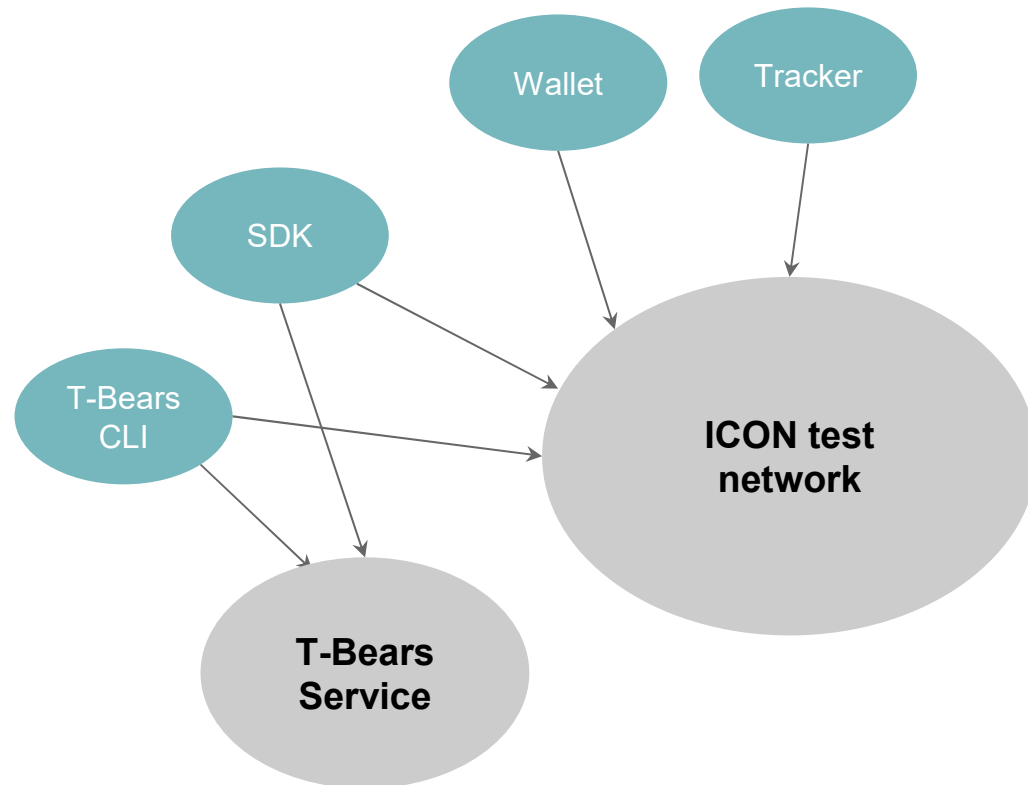 Wallet
Tracker
SDK
T-Bears
CLI
ICON test
network
T-Bears
Service